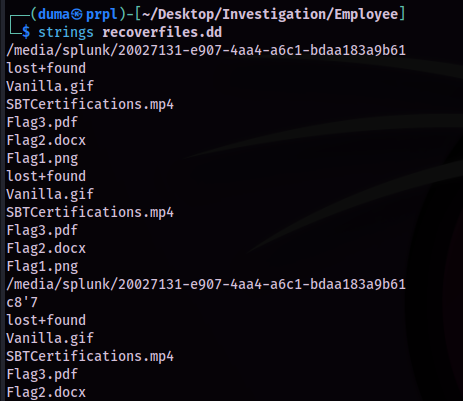 ┌──(duma㉿prpl)-[~/Desktop/Investigation/Employee]
└─$ strings recoverfiles.dd
/media/splunk/20027131-e907-4aa4-a6c1-bdaa183a9b61
lost+found
Vanilla.gif
SBTCertifications.mp4
Flag3.pdf
Flag2.docx
Flag1.png
lost+found
Vanilla.gif
SBTCertifications.mp4
Flag3.pdf
Flag2.docx
Flag1.png
/media/splunk/20027131-e907-4aa4-a6c1-bdaa183a9b61
c8'7
lost+found
Vanilla.gif
SBTCertifications.mp4
Flag3.pdf
Flag2.docx